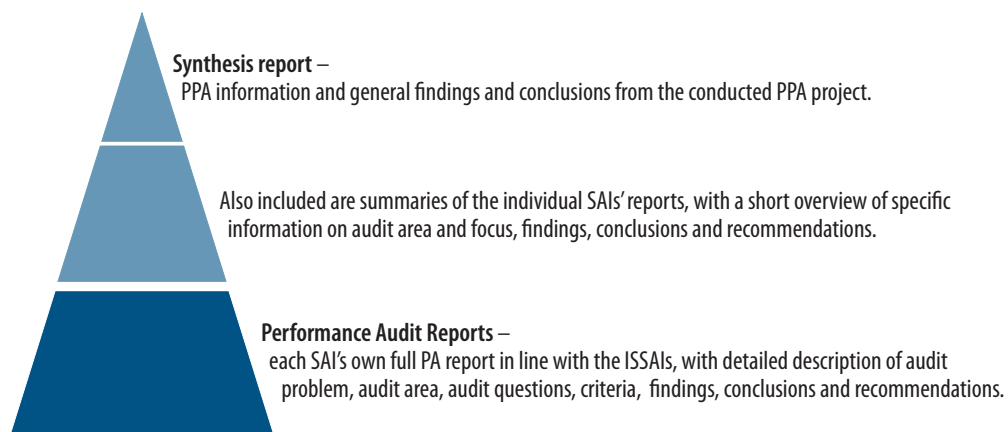 Synthesis report –
PPA information and general findings and conclusions from the conducted PPA project.
Also included are summaries of the individual SAIs’ reports, with a short overview of specific
information on audit area and focus, findings, conclusions and recommendations.
Performance Audit Reports –
each SAI’s own full PA report in line with the ISSAIs, with detailed description of audit
problem, audit area, audit questions, criteria, findings, conclusions and recommendations.